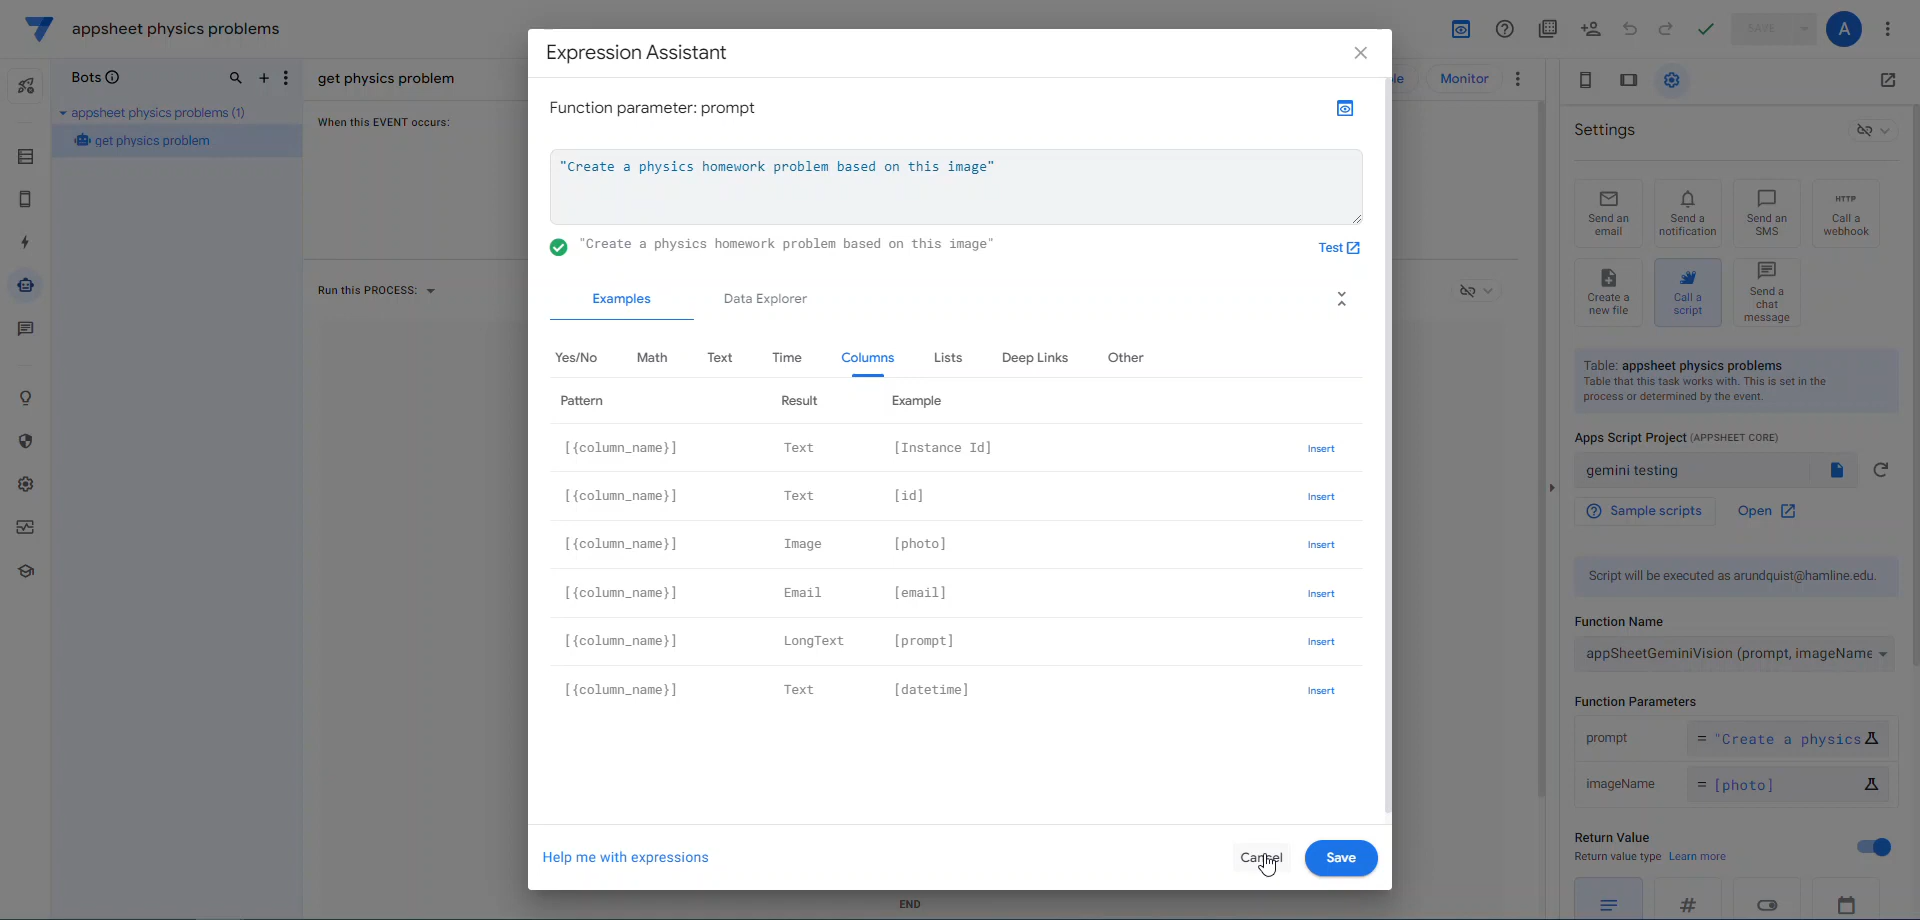 appsheet physics problems
SAVE
A
Bots
appsheet physics problems (1)
get physics problem
get physics problem
Monitor
When this EVENT occurs:
Run this PROCESS:
END
Expression Assistant
Function parameter: prompt
"Create a physics homework problem based on this image"
"Create a physics homework problem based on this image"
Test
Examples Data Explorer
Yes/No Math Text Time Columns Lists Deep Links Other
Pattern Result Example
[{column_name}] Text [Instance Id] Insert
[{column_name}] Text [id] Insert
[{column_name}] Image [photo] Insert
[{column_name}] Email [email] Insert
[{column_name}] LongText [prompt] Insert
[{column_name}] Text [datetime] Insert
Help me with expressions
Cancel
Save
Settings
Send an
email
Send a
notification
Send an
SMS
HTTP
Call a
webhook
Create a
new file
Call a
script
Send a
chat
message
Table: appsheet physics problems
Table that this task works with. This is set in the
process or determined by the event.
Apps Script Project (APPSHEET CORE)
gemini testing
Sample scripts Open
Script will be executed as arundquist@hamline.edu.
Function Name
appSheetGeminiVision (prompt, imageName
Function Parameters
prompt = "Create a physics
imageName = [photo]
Return Value
Return value type Learn more